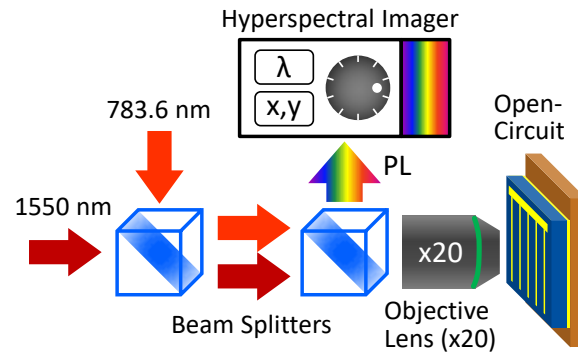 Hyperspectral Imager
λ
x,y
783.6 nm
Open-
Circuit
PL
1550 nm
x20
Beam Splitters
Objective
Lens (x20)